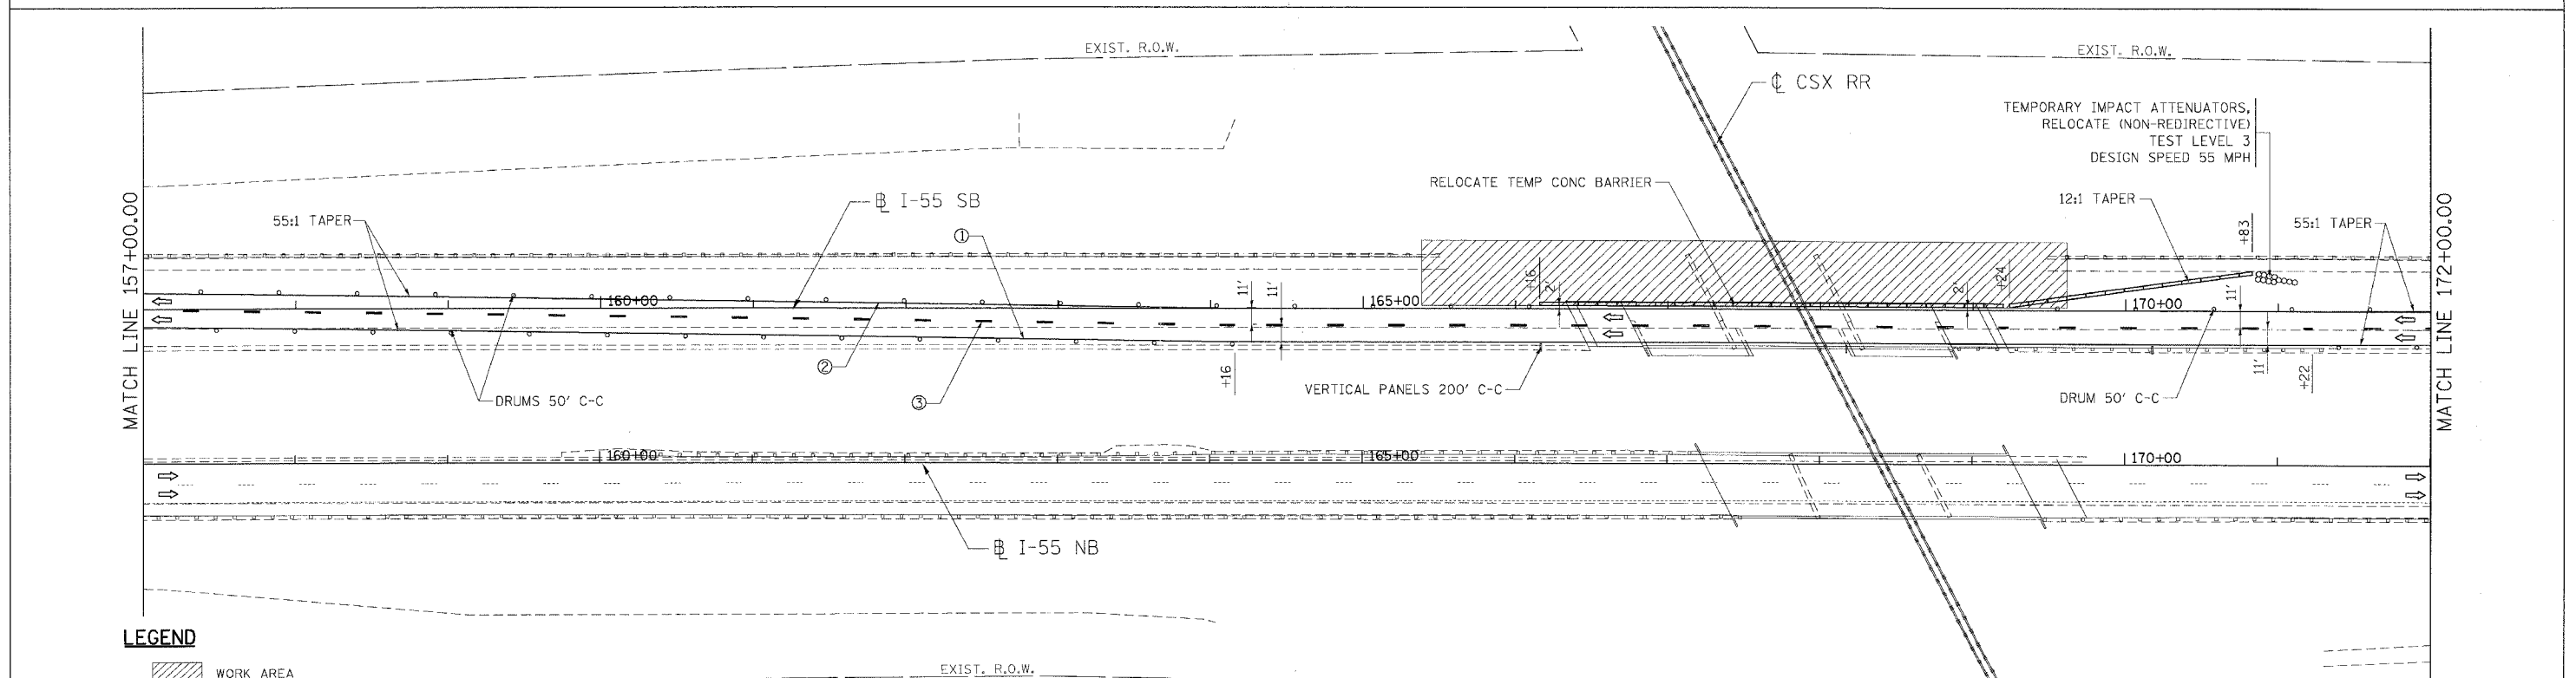 EXIST. R.O.W.
EXIST. R.O.W.
℄ CSX RR
TEMPORARY IMPACT ATTENUATORS,
RELOCATE (NON-REDIRECTIVE)
TEST LEVEL 3
DESIGN SPEED 55 MPH
RELOCATE TEMP CONC BARRIER
12:1 TAPER
+83
55:1 TAPER
MATCH LINE 157+00.00
55:1 TAPER
BL I-55 SB
①
MATCH LINE 172+00.00
160+00
11'
11'
165+00
+16
2'
2'
+24
170+00
11'
11'
②
③
+16
+22
DRUMS 50' C-C
VERTICAL PANELS 200' C-C
DRUM 50' C-C
160+00
165+00
170+00
BL I-55 NB
LEGEND
WORK AREA
EXIST. R.O.W.